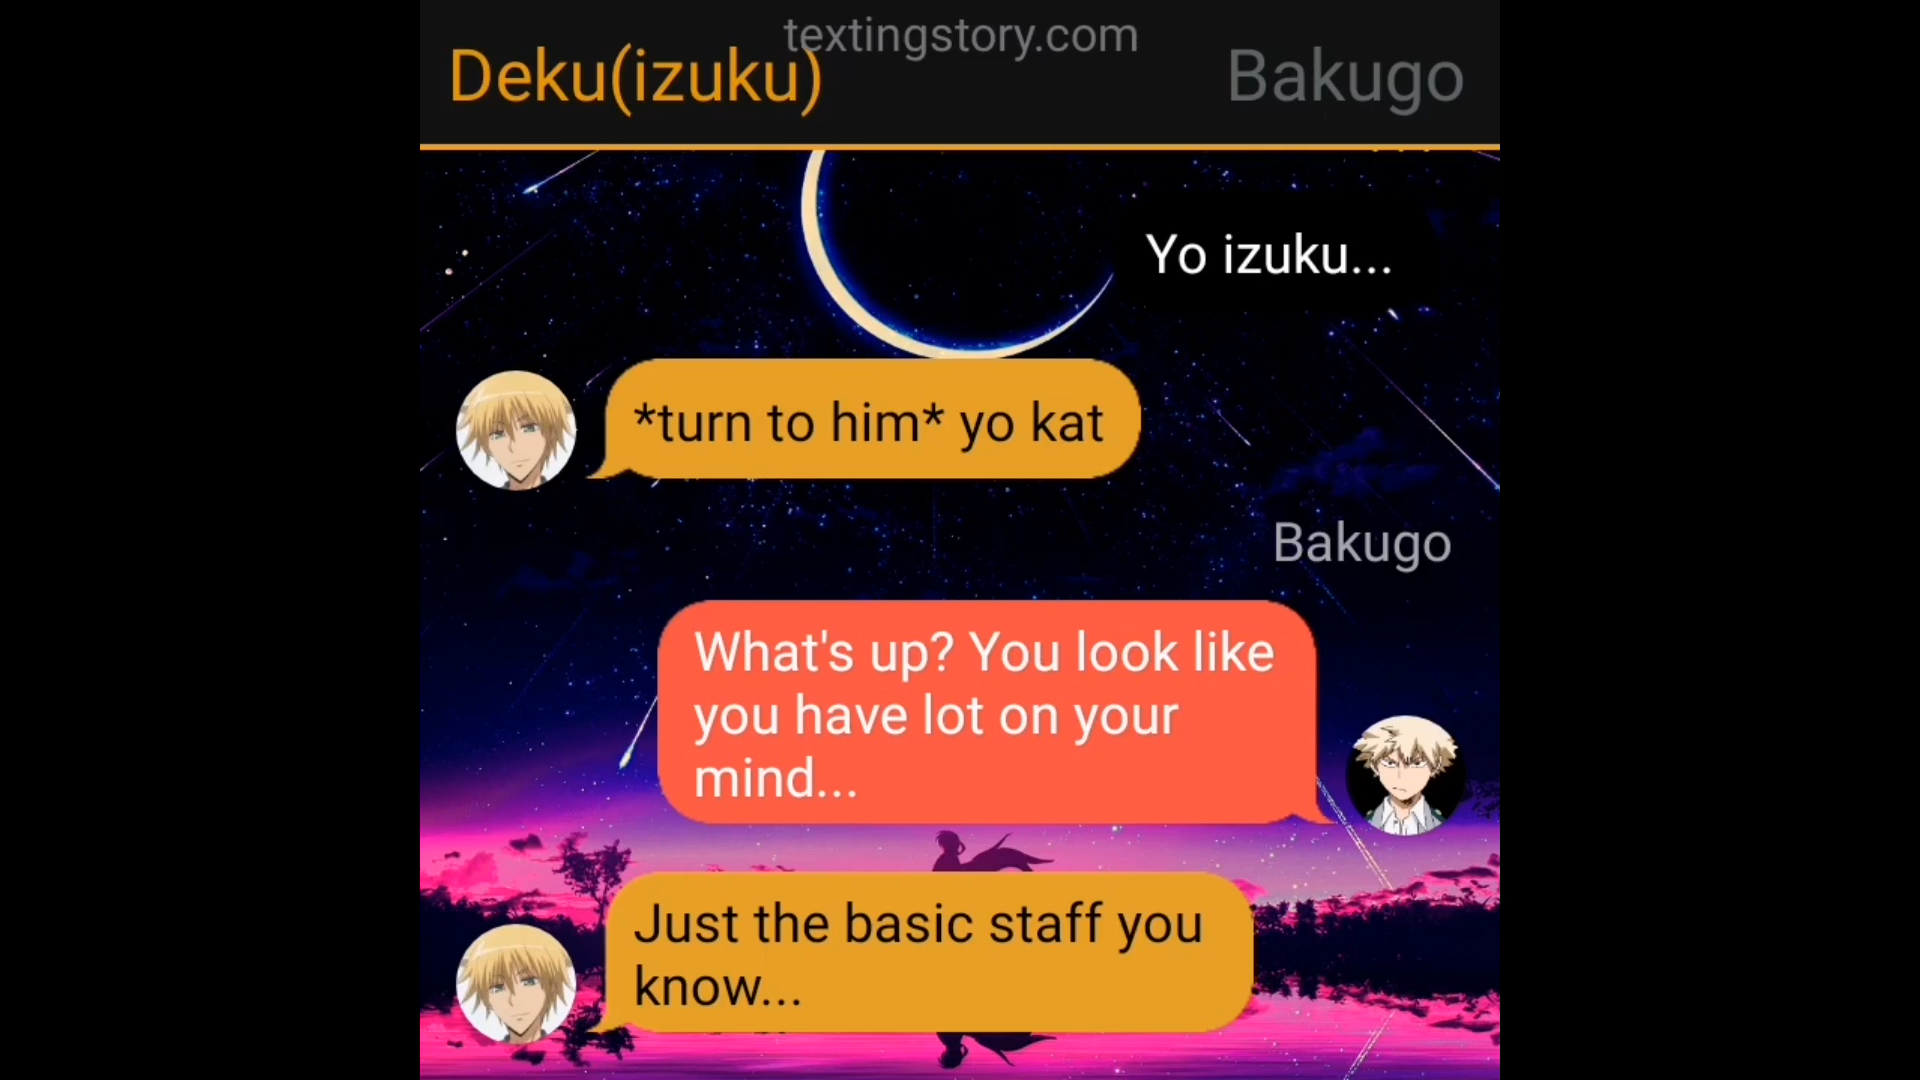 textingstory.com
Deku(izuku)
Bakugo
Yo izuku...
*turn to him* yo kat
Bakugo
What's up? You look like
you have lot on your
mind...
Just the basic staff you
know...